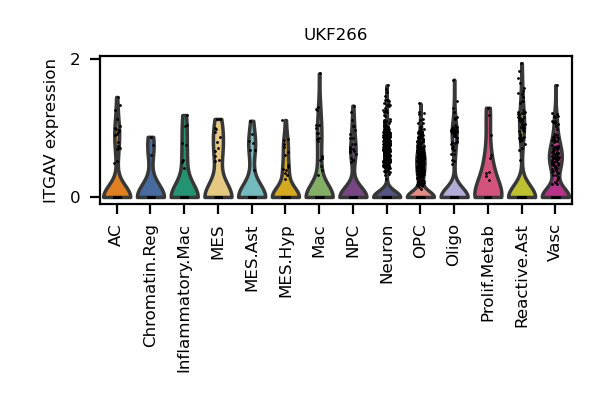 UKF266
ITGAV expression
2
0
AC
Chromatin.Reg
Inflammatory.Mac
MES
MES.Ast
MES.Hyp
Mac
NPC
Neuron
OPC
Oligo
Prolif.Metab
Reactive.Ast
Vasc